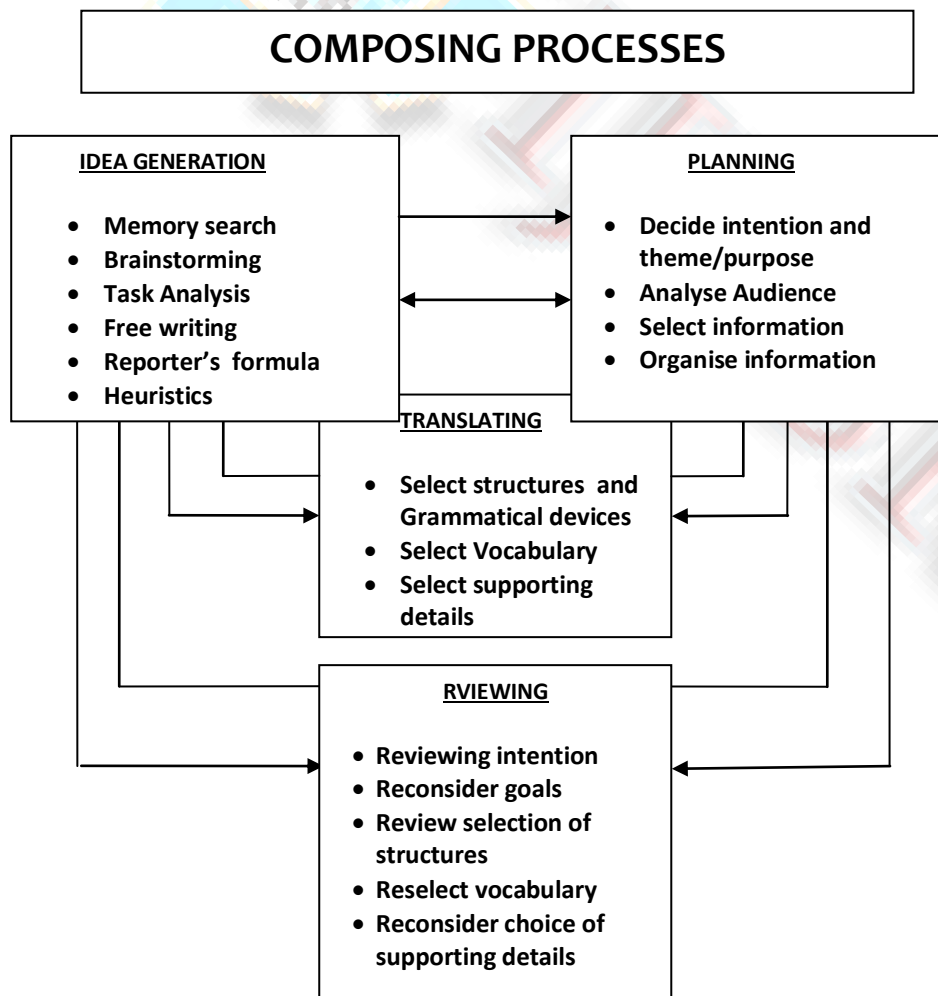 COMPOSING PROCESSES
IDEA GENERATION
• Memory search
• Brainstorming
• Task Analysis
• Free writing
• Reporter’s formula
• Heuristics
PLANNING
• Decide intention and
theme/purpose
• Analyse Audience
• Select information
• Organise information
TRANSLATING
• Select structures and
Grammatical devices
• Select Vocabulary
• Select supporting
details
RVIEWING
• Reviewing intention
• Reconsider goals
• Review selection of
structures
• Reselect vocabulary
• Reconsider choice of
supporting details